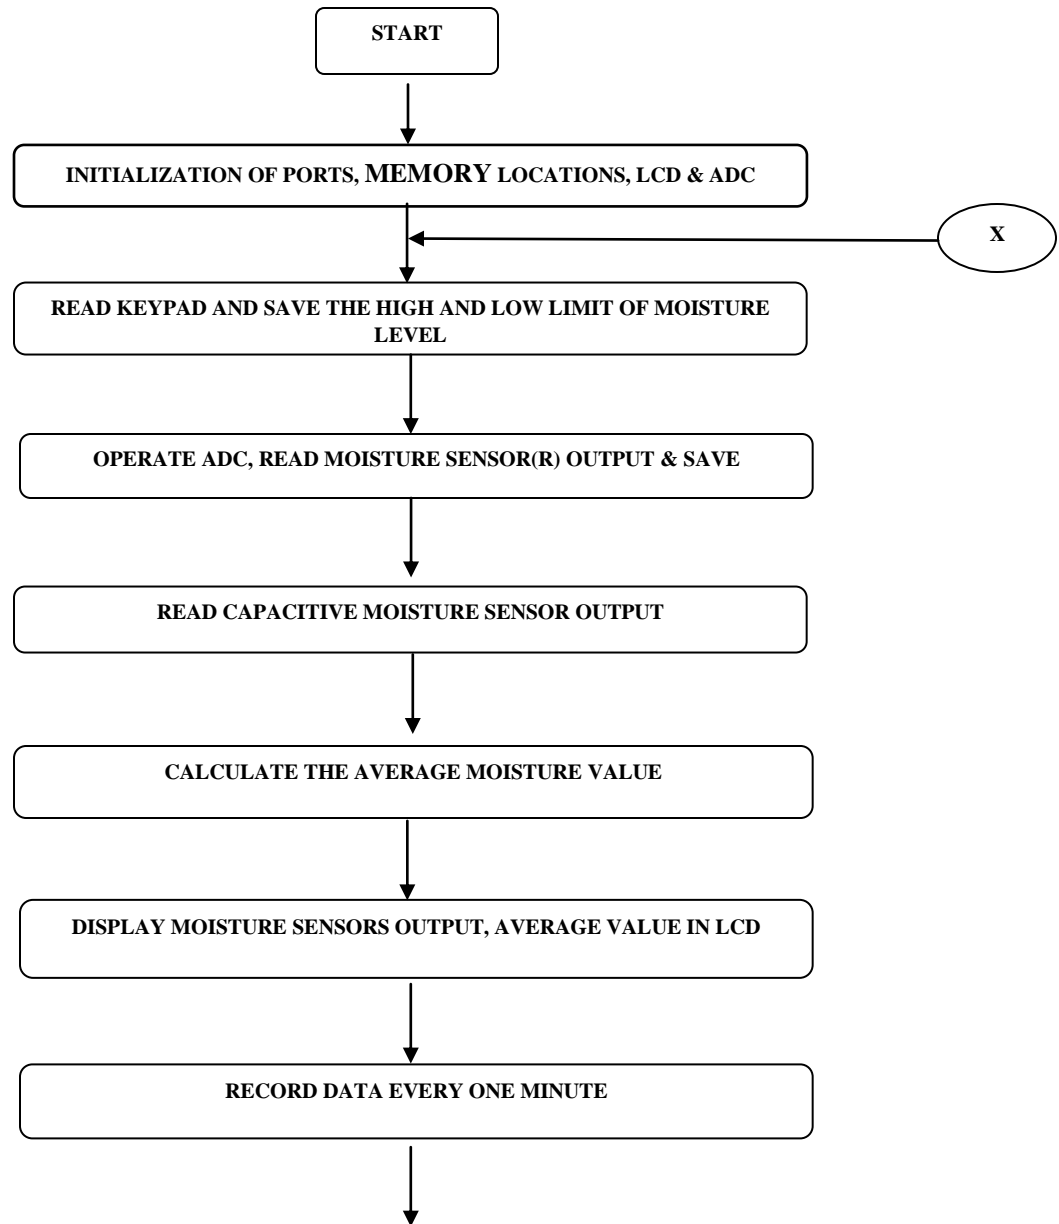 START
INITIALIZATION OF PORTS, MEMORY LOCATIONS, LCD & ADC
X
READ KEYPAD AND SAVE THE HIGH AND LOW LIMIT OF MOISTURE
LEVEL
OPERATE ADC, READ MOISTURE SENSOR(R) OUTPUT & SAVE
READ CAPACITIVE MOISTURE SENSOR OUTPUT
CALCULATE THE AVERAGE MOISTURE VALUE
DISPLAY MOISTURE SENSORS OUTPUT, AVERAGE VALUE IN LCD
RECORD DATA EVERY ONE MINUTE